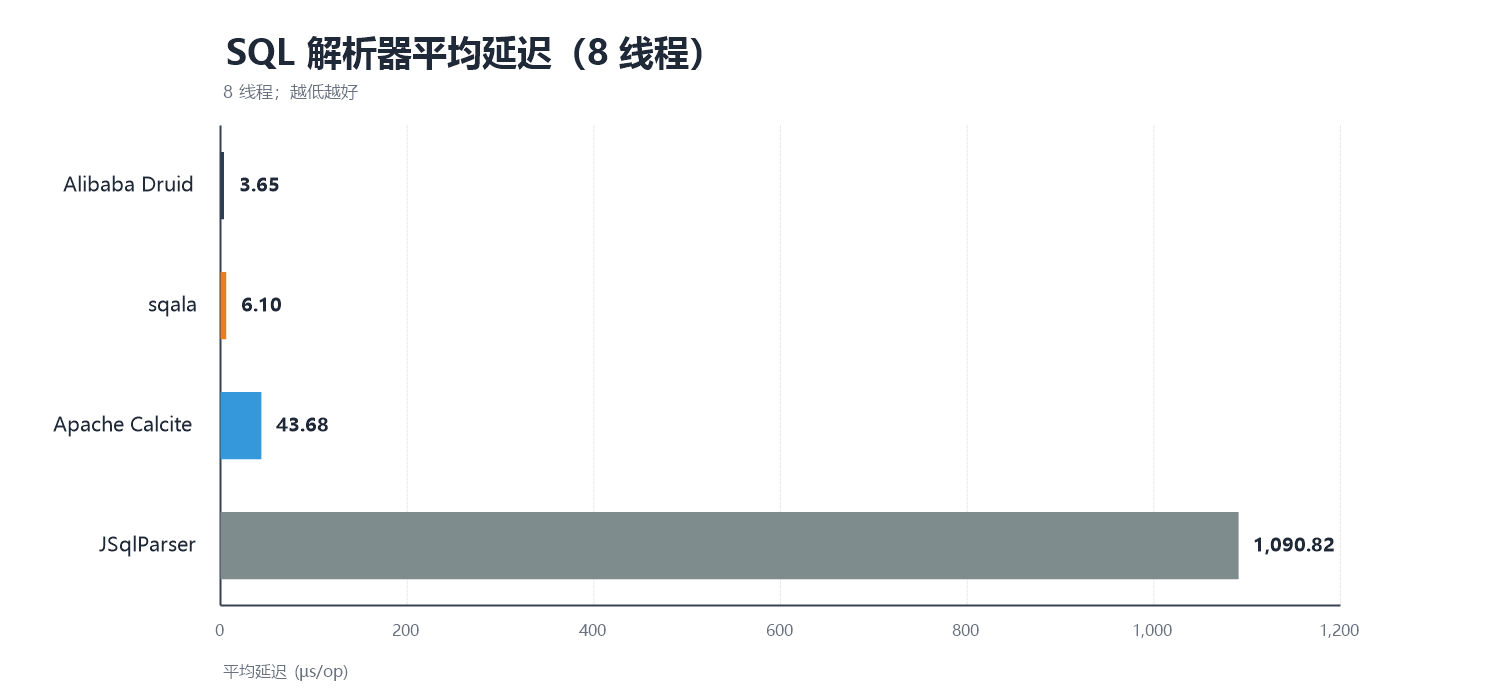 SQL 解析器平均延迟（8 线程）
8 线程；越低越好
Alibaba Druid 3.65
sqala 6.10
Apache Calcite 43.68
JSqlParser 1,090.82
0 200 400 600 800 1,000 1,200
平均延迟 (µs/op)